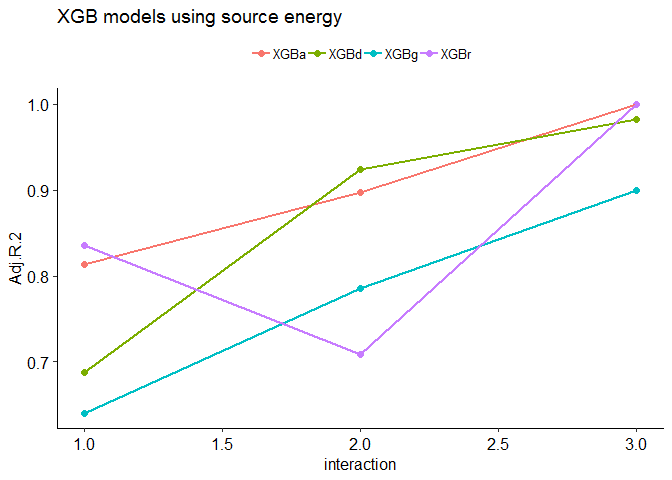 XGB models using source energy
XGBa XGBd XGBg XGBr
1.0
0.9
0.8
0.7
Adj.R.2
1.0 1.5 2.0 2.5 3.0
interaction